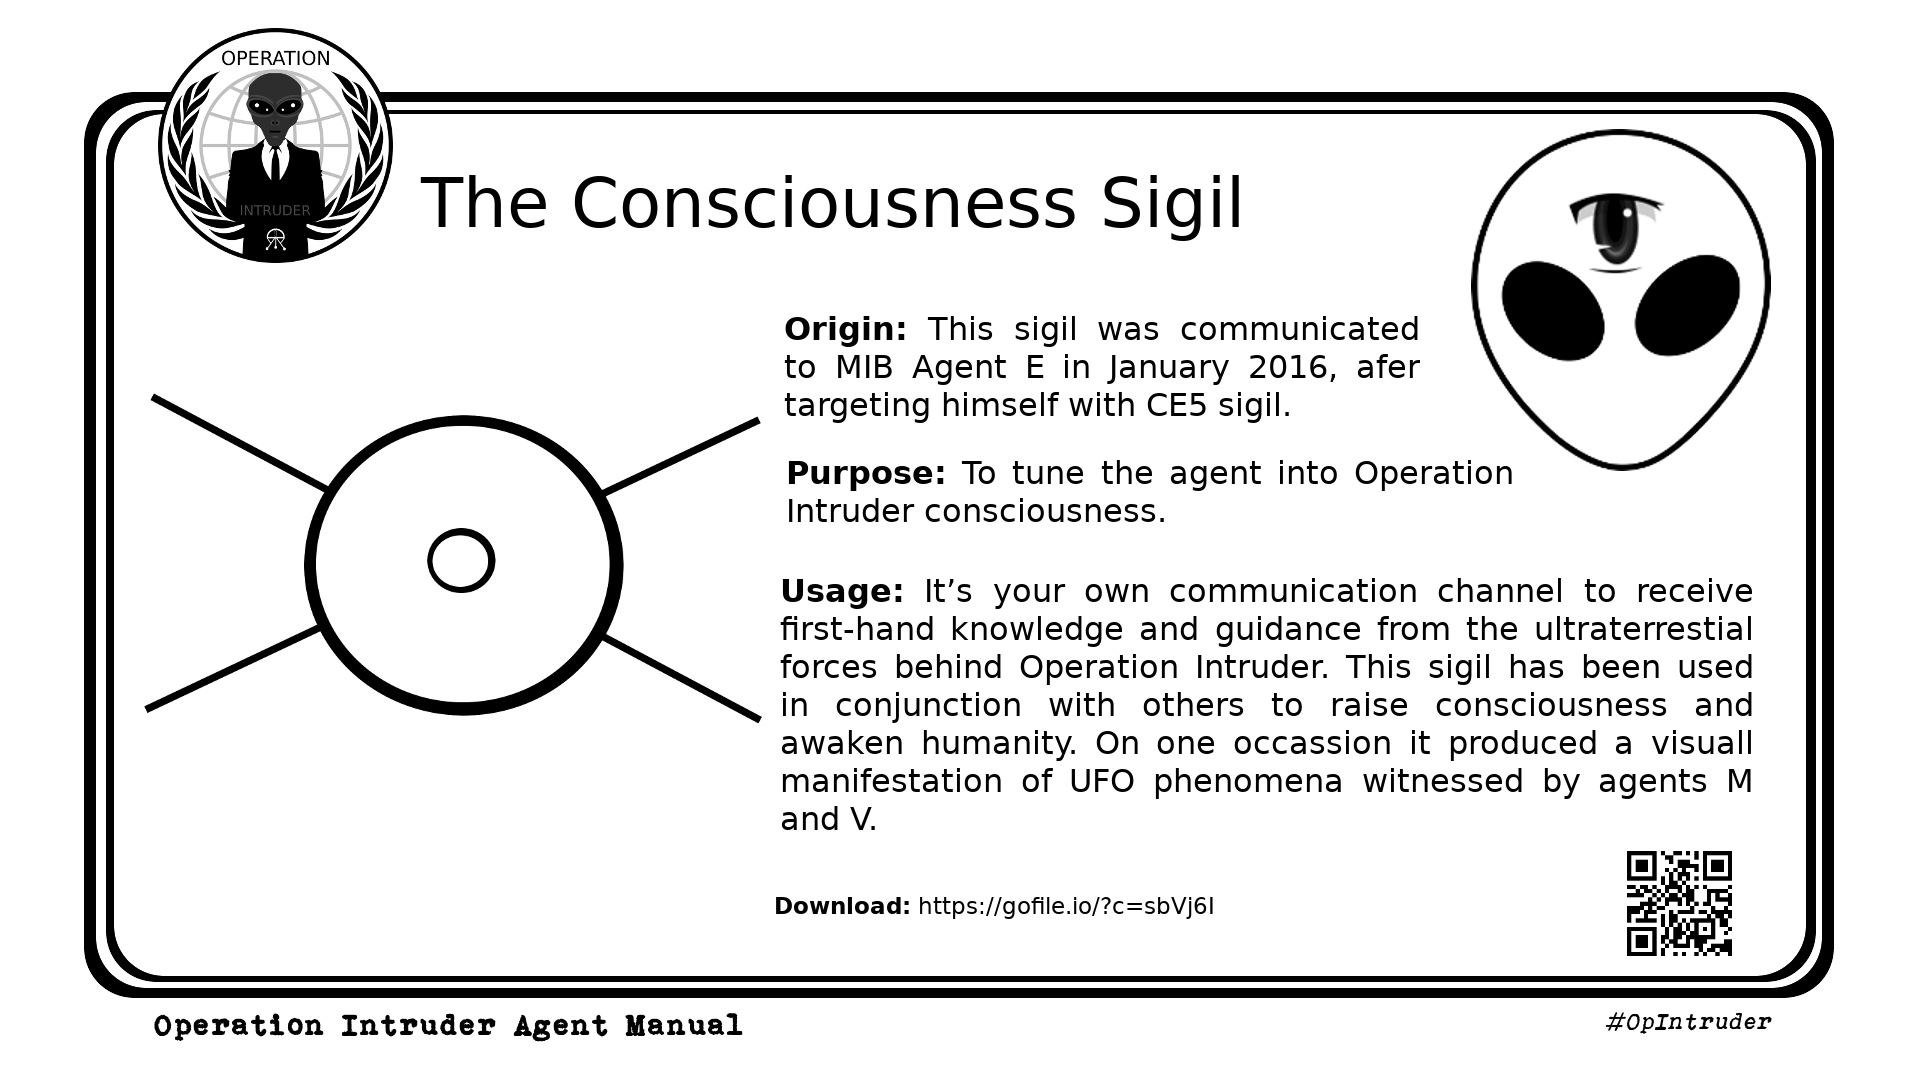 OPERATION
INTRUDER
The Consciousness Sigil
Origin: This sigil was communicated
to MIB Agent E in January 2016, afer
targeting himself with CE5 sigil.
Purpose: To tune the agent into Operation
Intruder consciousness.
Usage: It’s your own communication channel to receive
first-hand knowledge and guidance from the ultraterrestial
forces behind Operation Intruder. This sigil has been used
in conjunction with others to raise consciousness and
awaken humanity. On one occassion it produced a visuall
manifestation of UFO phenomena witnessed by agents M
and V.
Download: https://gofile.io/?c=sbVj6I
Operation Intruder Agent Manual
#OpIntruder